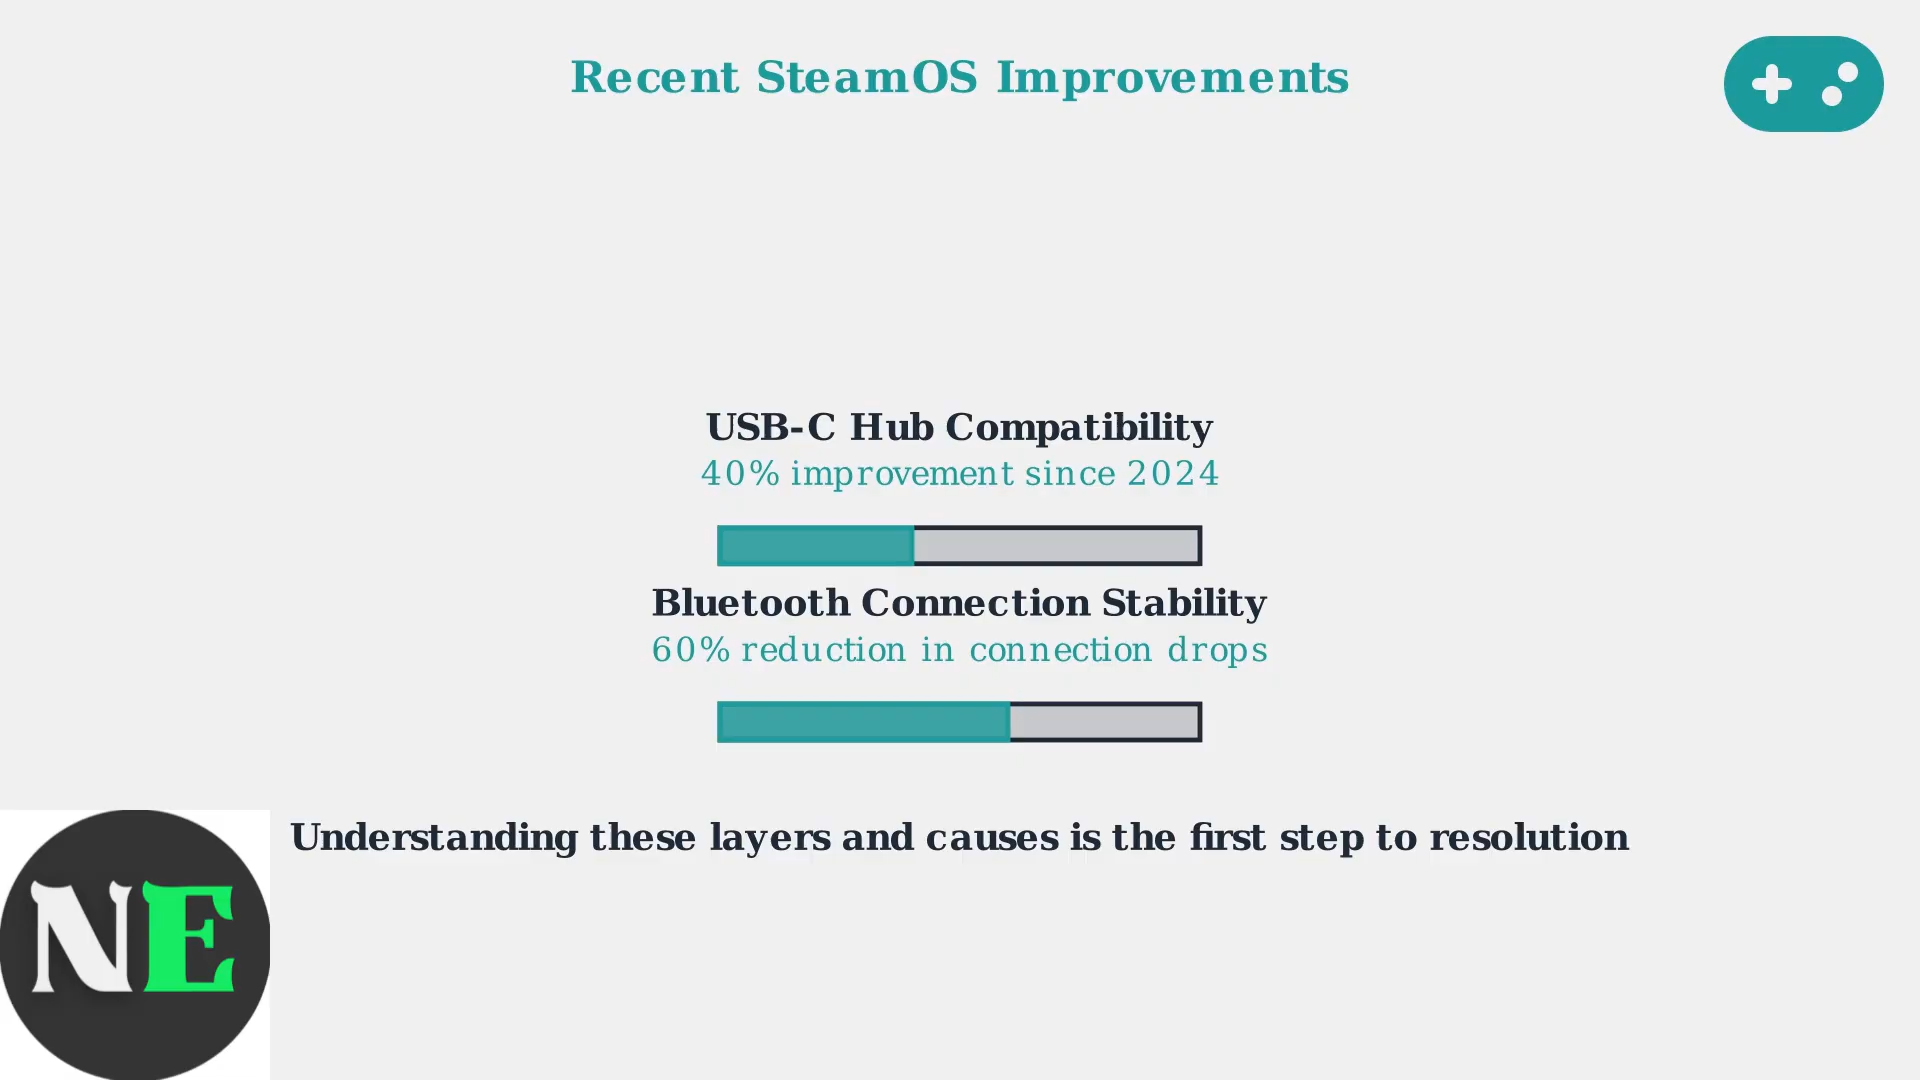 Recent SteamOS Improvements
USB-C Hub Compatibility
40% improvement since 2024
Bluetooth Connection Stability
60% reduction in connection drops
Understanding these layers and causes is the first step to resolution
NE